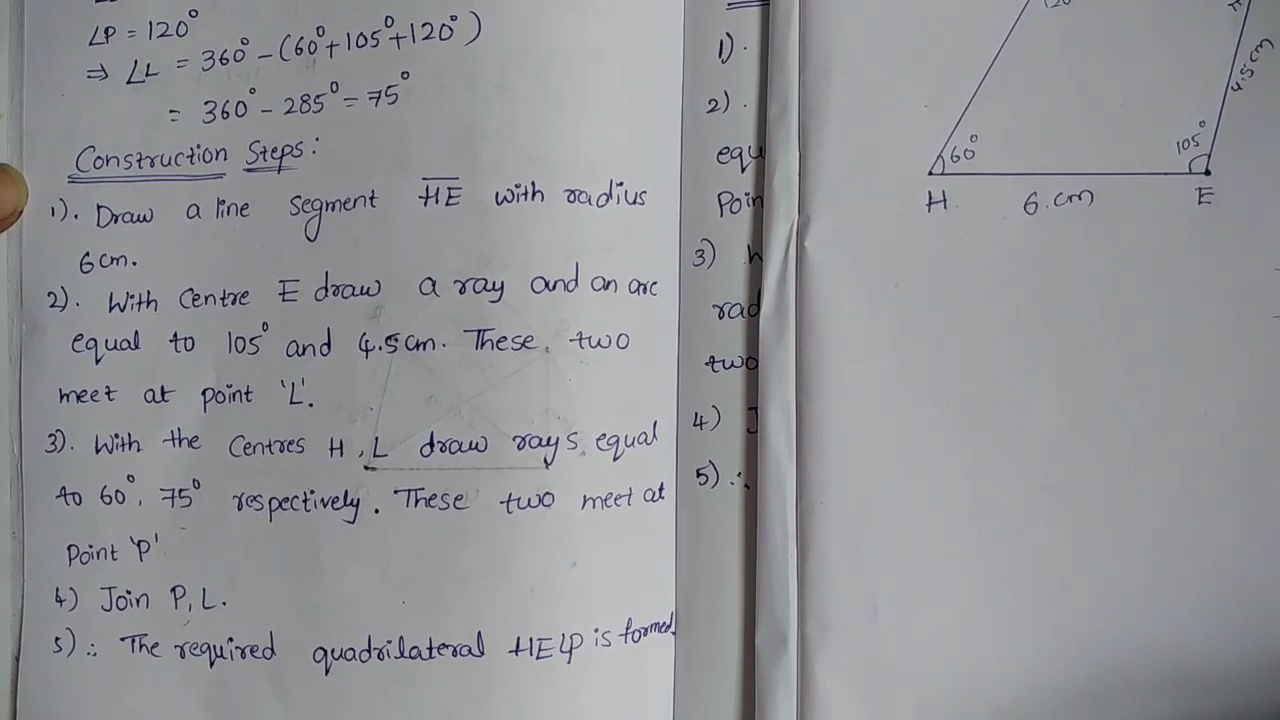 ∠P = 120°
⇒ ∠L = 360° - (60° + 105° + 120°)
= 360° - 285° = 75°
Construction Steps:
1). Draw a line segment HE with radius
6 cm.
2). With Centre E draw a ray and an arc
equal to 105° and 4.5cm. These two
meet at point 'L'.
3). With the Centres H, L draw rays equal
to 60°, 75° respectively. These two meet at
Point 'P'
4) Join P, L.
5) ∴ The required quadrilateral HELP is formed.
1).
2).
equ
Poin
3)
rad
two
4) J
5) ∴
120
4.5cm
60°
105°
H. 6.cm E